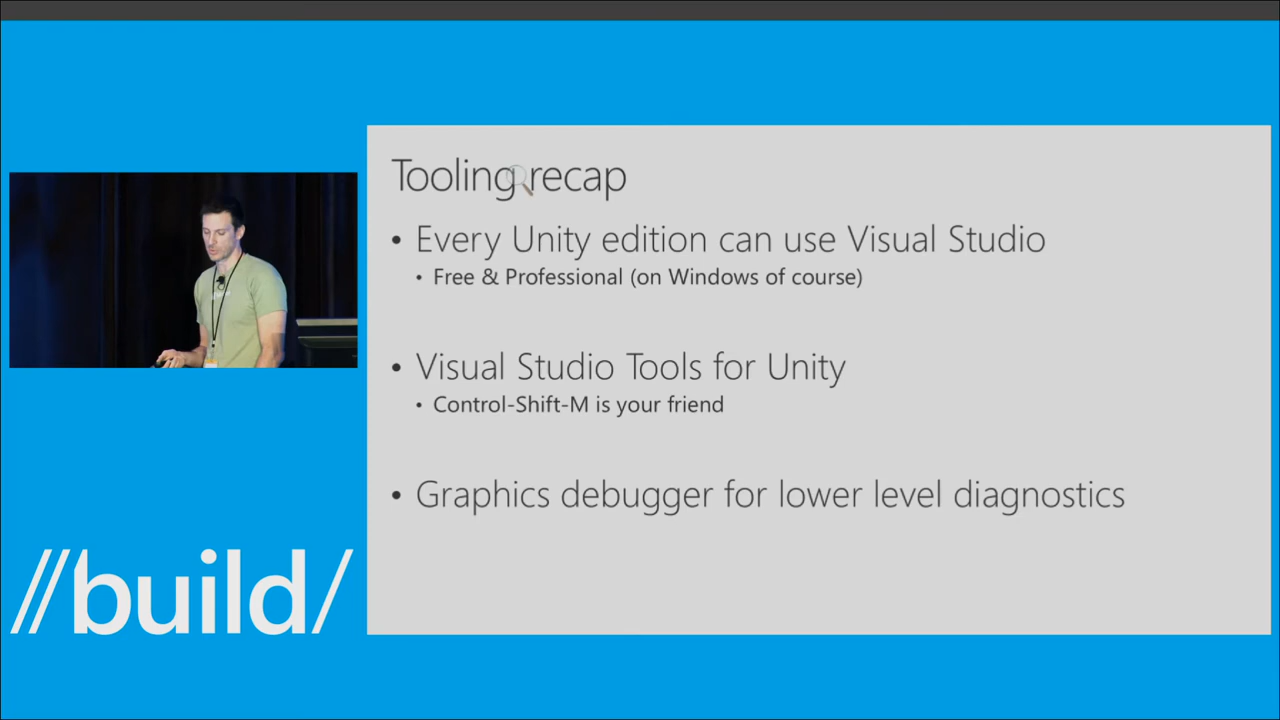 Tooling recap
• Every Unity edition can use Visual Studio
• Free & Professional (on Windows of course)
• Visual Studio Tools for Unity
• Control-Shift-M is your friend
• Graphics debugger for lower level diagnostics
//build/